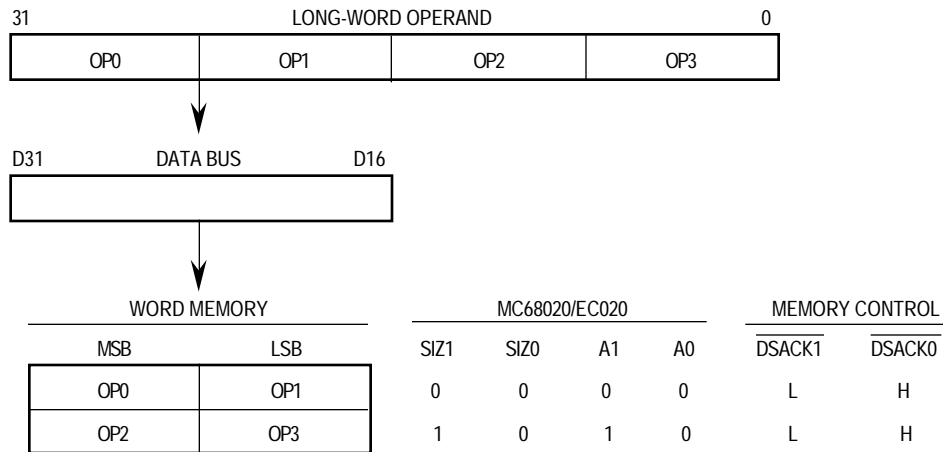 31 LONG-WORD OPERAND 0
OP0 OP1 OP2 OP3
D31 DATA BUS D16
WORD MEMORY MC68020/EC020 MEMORY CONTROL
MSB LSB SIZ1 SIZ0 A1 A0 DSACK1 DSACK0
OP0 OP1 0 0 0 0 L H
OP2 OP3 1 0 1 0 L H